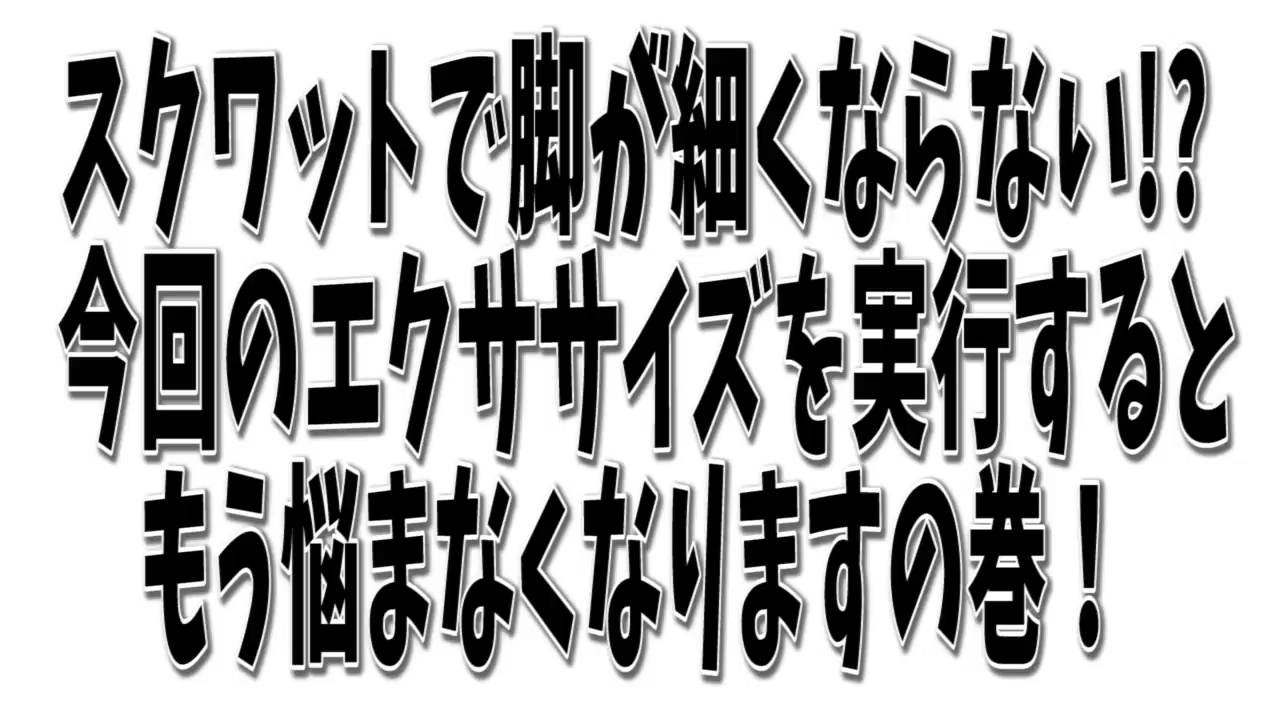 スクワットで脚が細くならない!?
今回のエクササイズを実行すると
もう悩まなくなりますの巻！